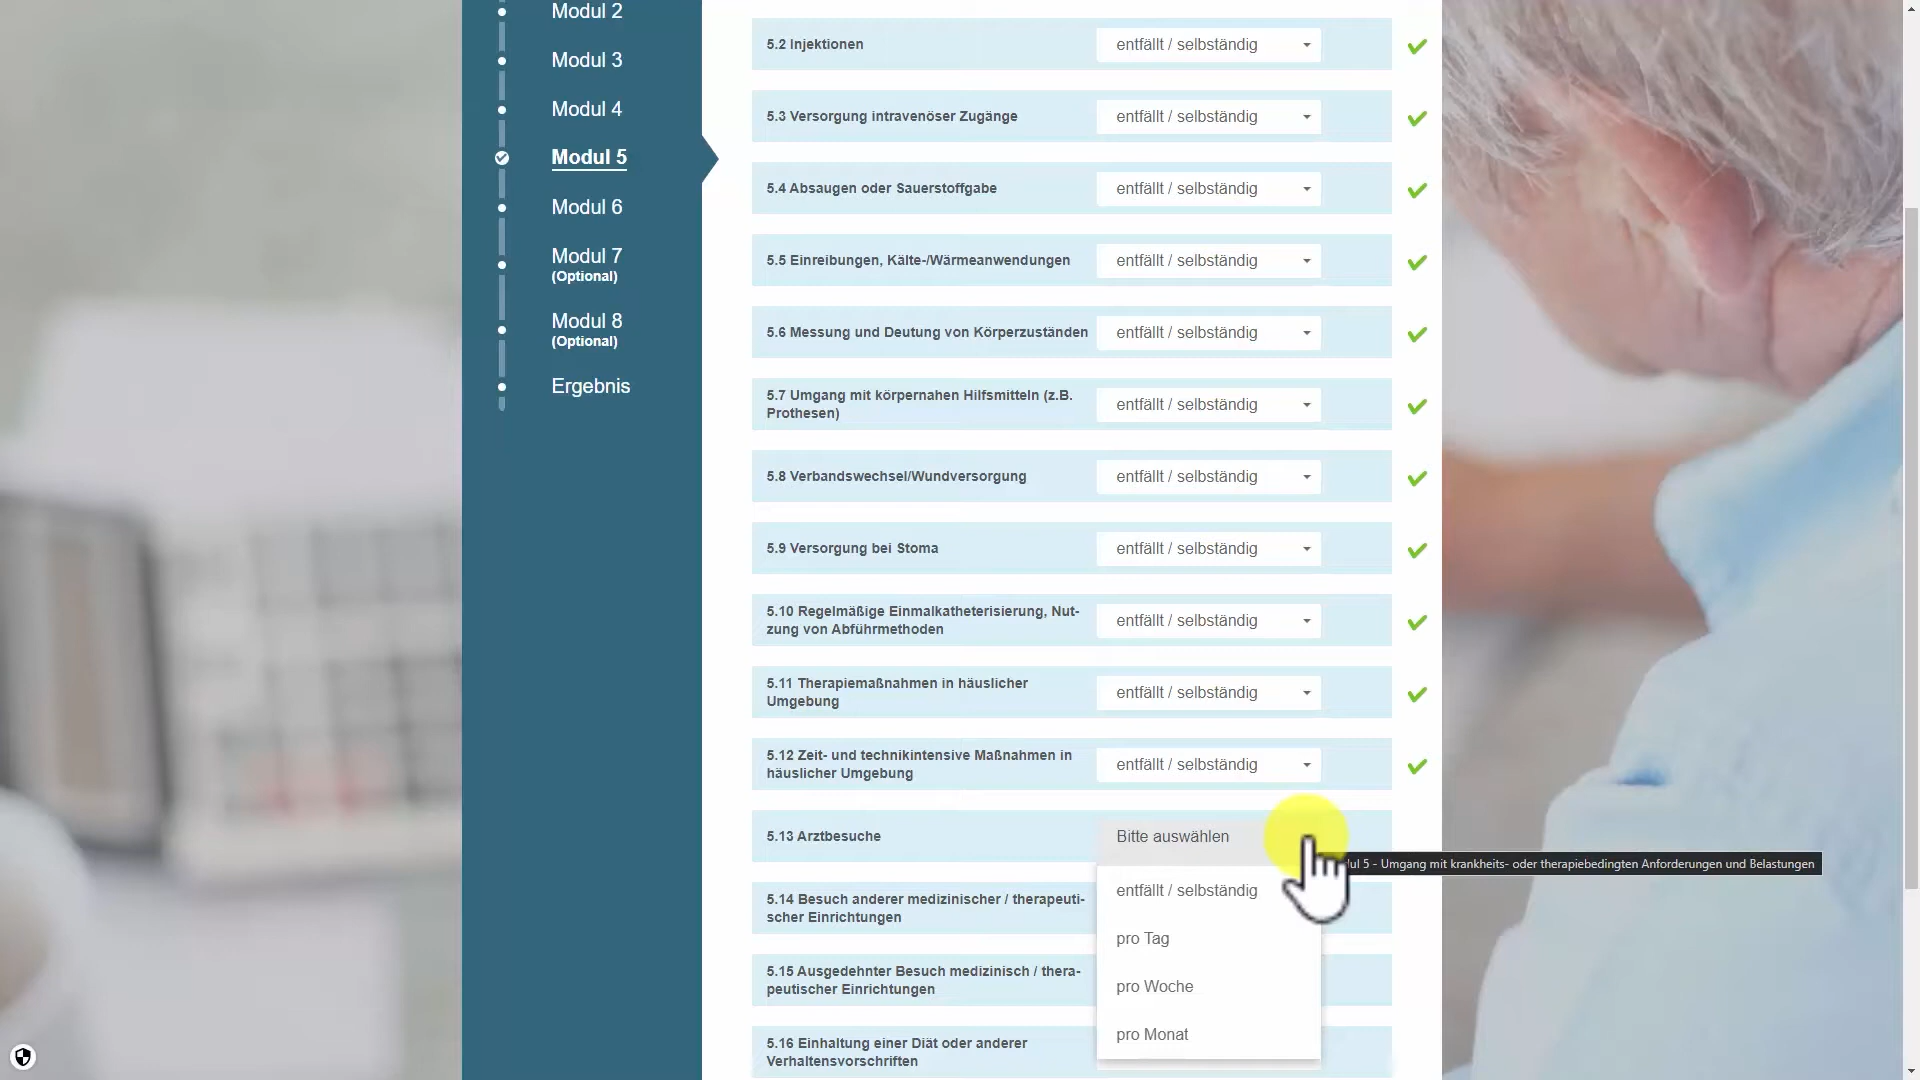 Modul 2
Modul 3
Modul 4
Modul 5
Modul 6
Modul 7
(Optional)
Modul 8
(Optional)
Ergebnis
5.2 Injektionen
entfällt / selbständig
5.3 Versorgung intravenöser Zugänge
entfällt / selbständig
5.4 Absaugen oder Sauerstoffgabe
entfällt / selbständig
5.5 Einreibungen, Kälte-/Wärmeanwendungen
entfällt / selbständig
5.6 Messung und Deutung von Körperzuständen
entfällt / selbständig
5.7 Umgang mit körpernahen Hilfsmitteln (z.B.
Prothesen)
entfällt / selbständig
5.8 Verbandswechsel/Wundversorgung
entfällt / selbständig
5.9 Versorgung bei Stoma
entfällt / selbständig
5.10 Regelmäßige Einmalkatheterisierung, Nut-
zung von Abführmethoden
entfällt / selbständig
5.11 Therapiemaßnahmen in häuslicher
Umgebung
entfällt / selbständig
5.12 Zeit- und technikintensive Maßnahmen in
häuslicher Umgebung
entfällt / selbständig
5.13 Arztbesuche
Bitte auswählen
5 - Umgang mit krankheits- oder therapiebedingten Anforderungen und Belastungen
entfällt / selbständig
pro Tag
pro Woche
pro Monat
5.14 Besuch anderer medizinischer / therapeuti-
scher Einrichtungen
5.15 Ausgedehnter Besuch medizinisch / thera-
peutischer Einrichtungen
5.16 Einhaltung einer Diät oder anderer
Verhaltensvorschriften